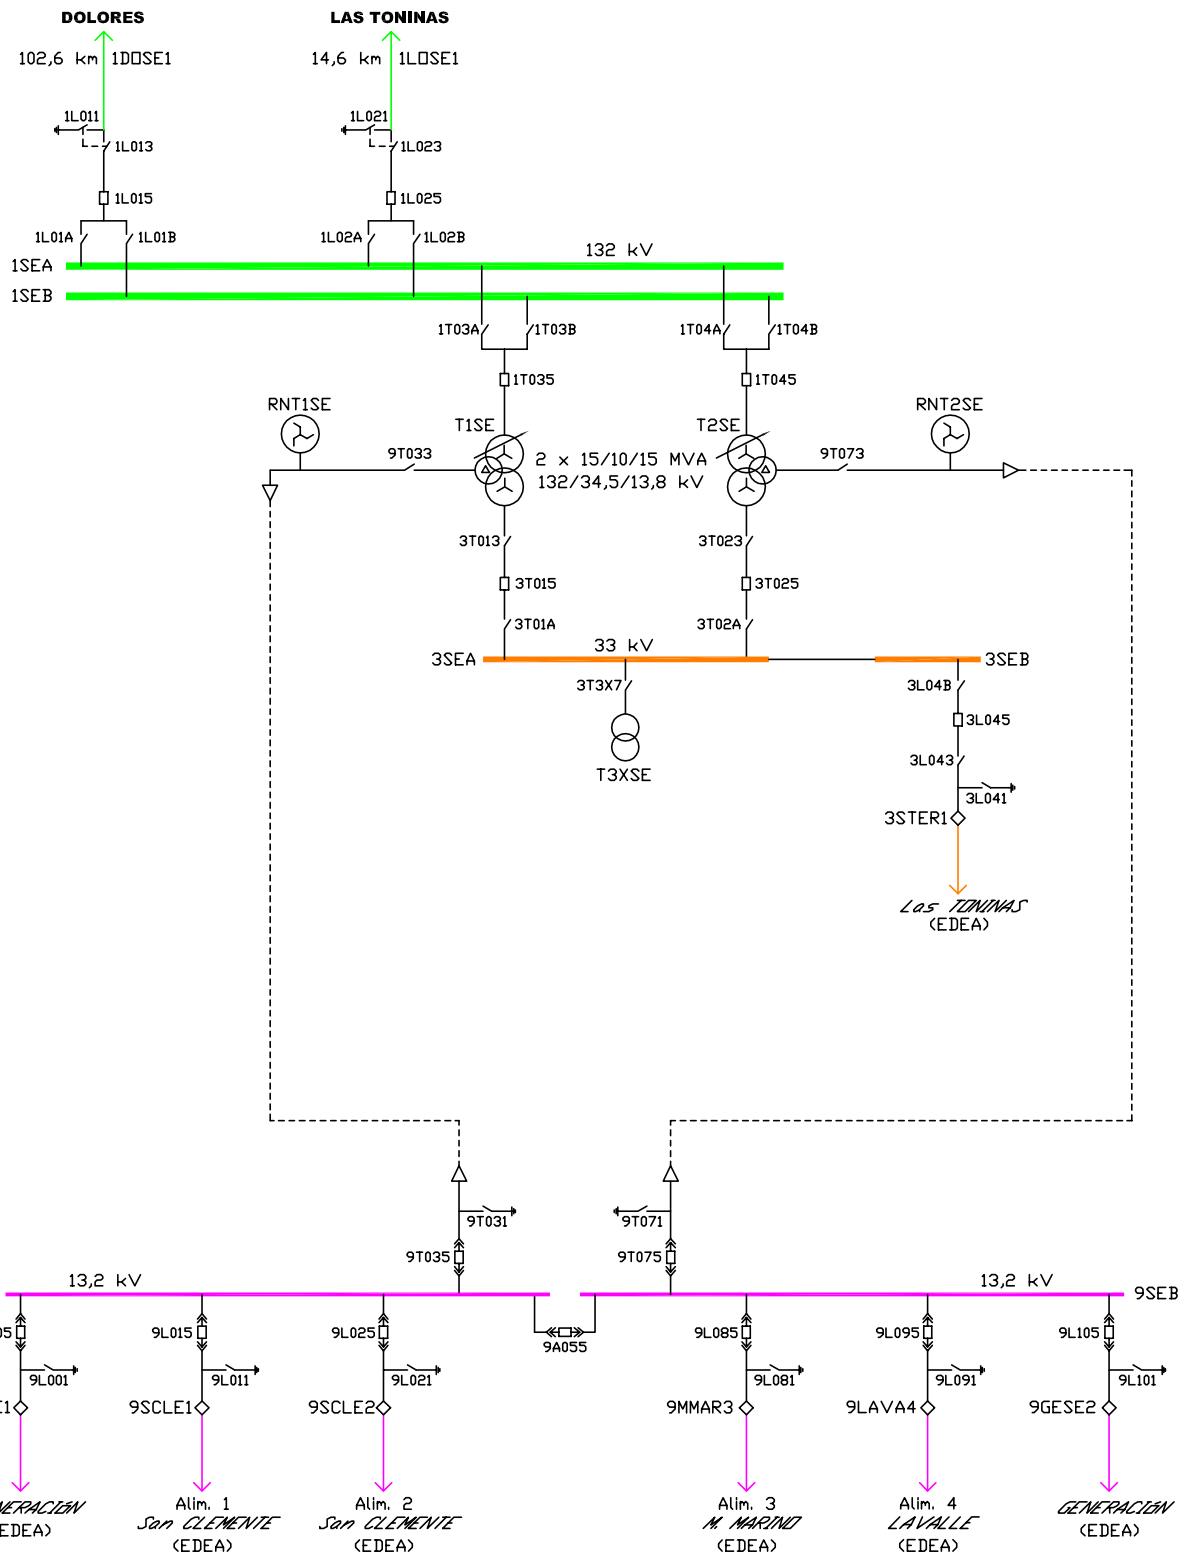 DOLORES
LAS TONINAS
102,6 km 1DOSE1
14,6 km 1LOSE1
1L011
1L021
1L013
1L023
1L015
1L025
1L01A
1L01B
1L02A
1L02B
132 kV
1SEA
1SEB
1T03A
1T03B
1T04A
1T04B
1T035
1T045
RNT1SE
RNT2SE
T1SE
T2SE
9T033
9T073
2 x 15/10/15 MVA
132/34,5/13,8 kV
3T013
3T023
3T015
3T025
3T01A
3T02A
33 kV
3SEA
3SEB
3T3X7
3L04B
3L045
3L043
T3XSE
3L041
3STER1
Las TONINAS
(EDEA)
9T031
9T071
9T035
9T075
13,2 kV
13,2 kV
9SEB
05
9L015
9L025
9A055
9L085
9L095
9L105
9L001
9L011
9L021
9L081
9L091
9L101
E1
9SCLE1
9SCLE2
9MMAR3
9LAVA4
9GESE2
NERACIÓN
(EDEA)
Alim. 1
San CLEMENTE
(EDEA)
Alim. 2
San CLEMENTE
(EDEA)
Alim. 3
M. MARINO
(EDEA)
Alim. 4
LAVALLE
(EDEA)
GENERACIÓN
(EDEA)